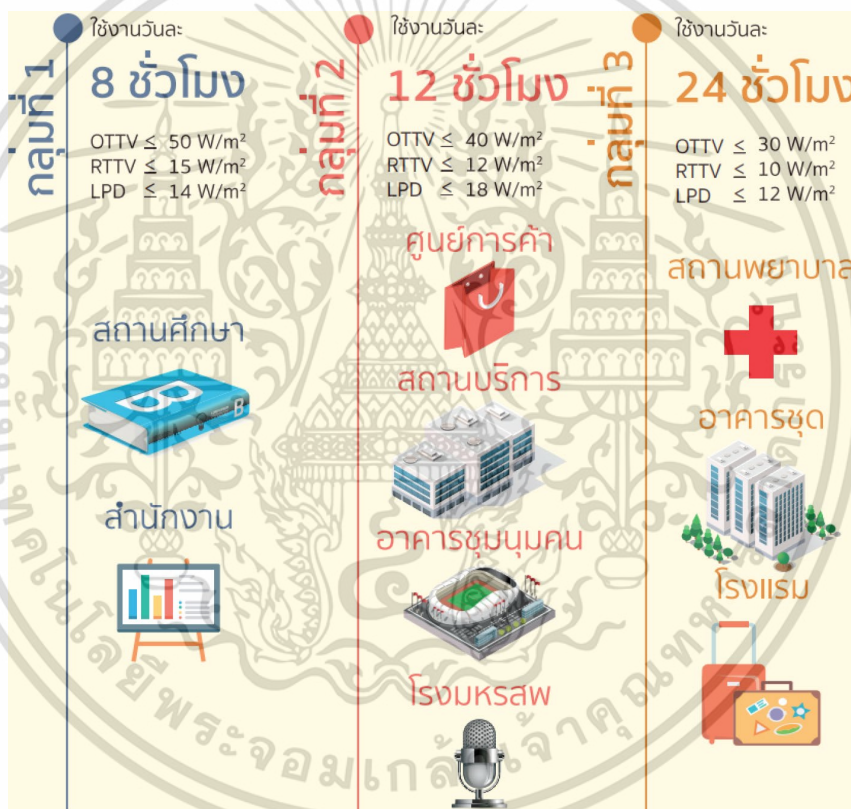 กลุ่มที่ 1
ใช้งานวันละ
8 ชั่วโมง
OTTV ≤ 50 W/m²
RTTV ≤ 15 W/m²
LPD ≤ 14 W/m²
สถานศึกษา
B
B
สำนักงาน
กลุ่มที่ 2
ใช้งานวันละ
12 ชั่วโมง
OTTV ≤ 40 W/m²
RTTV ≤ 12 W/m²
LPD ≤ 18 W/m²
ศูนย์การค้า
สถานบริการ
อาคารชุมนุมคน
โรงมหรสพ
กลุ่มที่ 3
ใช้งานวันละ
24 ชั่วโมง
OTTV ≤ 30 W/m²
RTTV ≤ 10 W/m²
LPD ≤ 12 W/m²
สถานพยาบาล
อาคารชุด
โรงแรม